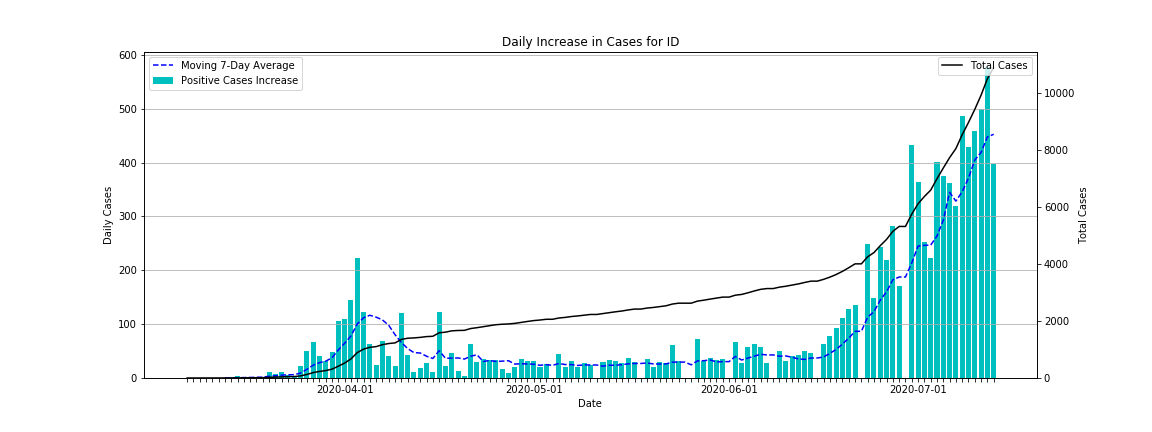 Daily Increase in Cases for ID
Moving 7-Day Average
Positive Cases Increase
Total Cases
600
500
400
300
200
100
0
Daily Cases
10000
8000
6000
4000
2000
0
Total Cases
2020-04-01
2020-05-01
2020-06-01
2020-07-01
Date